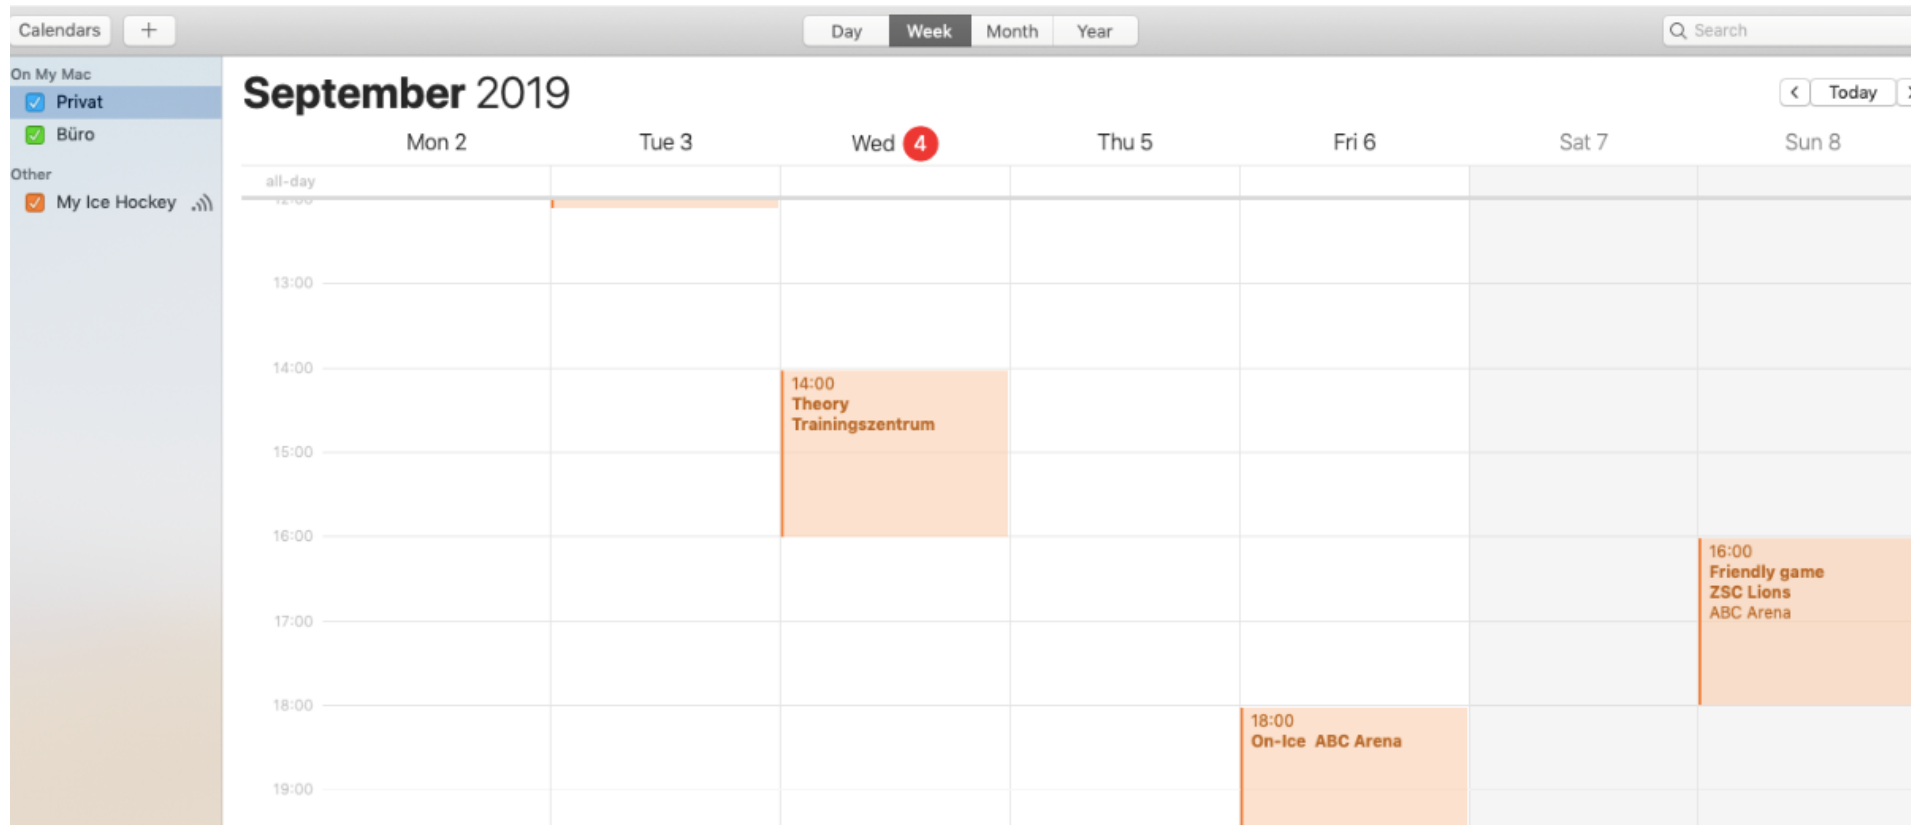 Calendars +
Day Week Month Year
Search
On My Mac
Privat
Büro
Other
My Ice Hockey
September 2019
Today
Mon 2 Tue 3 Wed 4 Thu 5 Fri 6 Sat 7 Sun 8
all-day
12:00
13:00
14:00
15:00
16:00
17:00
18:00
19:00
14:00
Theory
Trainingszentrum
18:00
On-Ice ABC Arena
16:00
Friendly game
ZSC Lions
ABC Arena